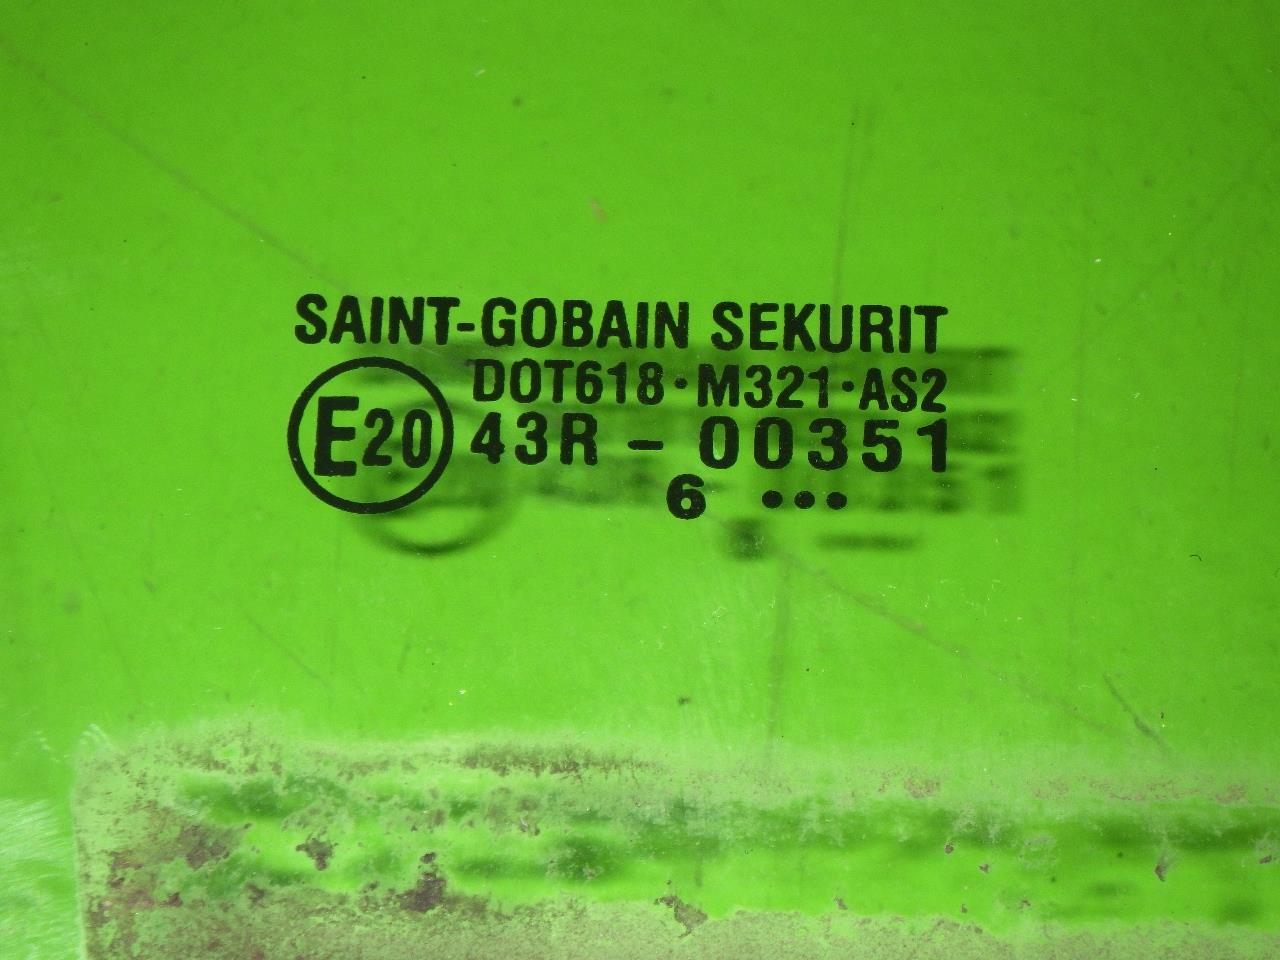 SAINT-GOBAIN SEKURIT
DOT618·M321·AS2
E20 43R - 00351
6 •••